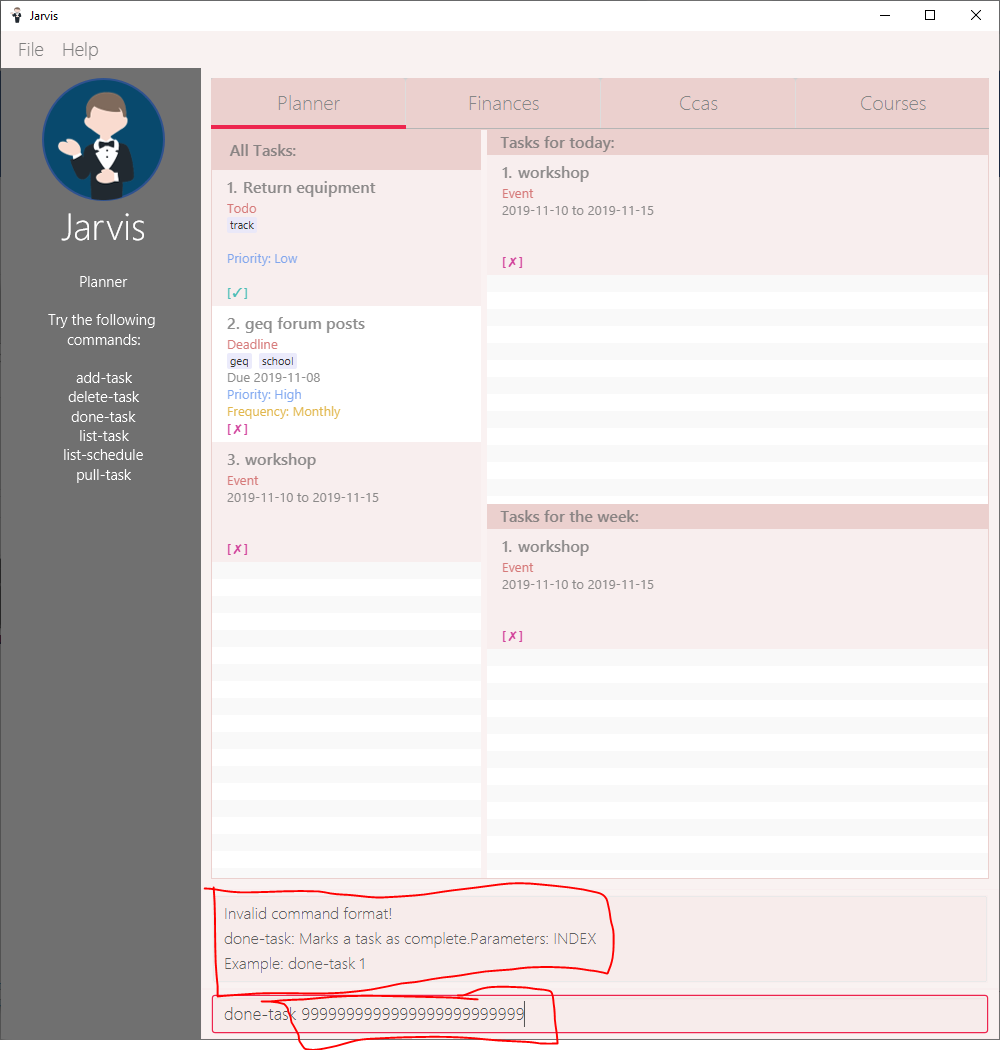 Jarvis
File Help
Jarvis
Planner
Try the following
commands:
add-task
delete-task
done-task
list-task
list-schedule
pull-task
Planner Finances Ccas Courses
All Tasks:
1. Return equipment
Todo
track
Priority: Low
[✓]
2. geq forum posts
Deadline
geq school
Due 2019-11-08
Priority: High
Frequency: Monthly
[✗]
3. workshop
Event
2019-11-10 to 2019-11-15
[✗]
Tasks for today:
1. workshop
Event
2019-11-10 to 2019-11-15
[✗]
Tasks for the week:
1. workshop
Event
2019-11-10 to 2019-11-15
[✗]
Invalid command format!
done-task: Marks a task as complete.Parameters: INDEX
Example: done-task 1
done-task 9999999999999999999999999